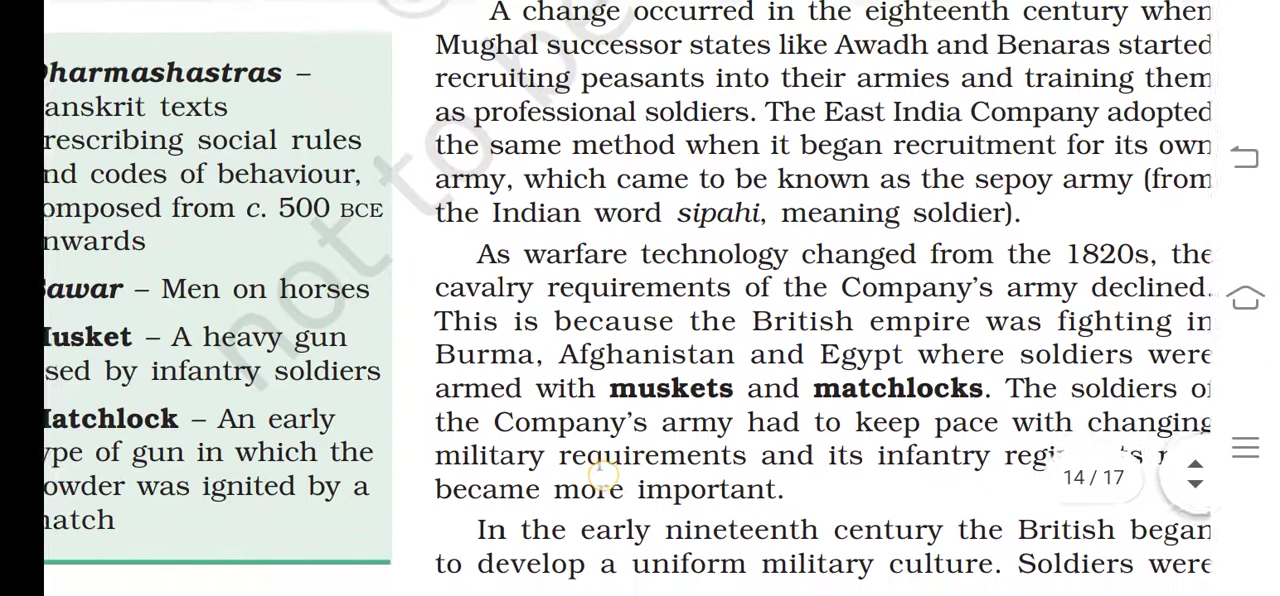 Dharmashastras –
anskrit texts
rescribing social rules
nd codes of behaviour,
omposed from c. 500 BCE
nwards
Sawar – Men on horses
Musket – A heavy gun
sed by infantry soldiers
Matchlock – An early
ype of gun in which the
owder was ignited by a
match
A change occurred in the eighteenth century when
Mughal successor states like Awadh and Benaras started
recruiting peasants into their armies and training them
as professional soldiers. The East India Company adopted
the same method when it began recruitment for its own
army, which came to be known as the sepoy army (from
the Indian word sipahi, meaning soldier).
As warfare technology changed from the 1820s, the
cavalry requirements of the Company's army declined.
This is because the British empire was fighting in
Burma, Afghanistan and Egypt where soldiers were
armed with muskets and matchlocks. The soldiers of
the Company's army had to keep pace with changing
military requirements and its infantry
became more important.
In the early nineteenth century the British began
to develop a uniform military culture. Soldiers were
14 / 17
not to be